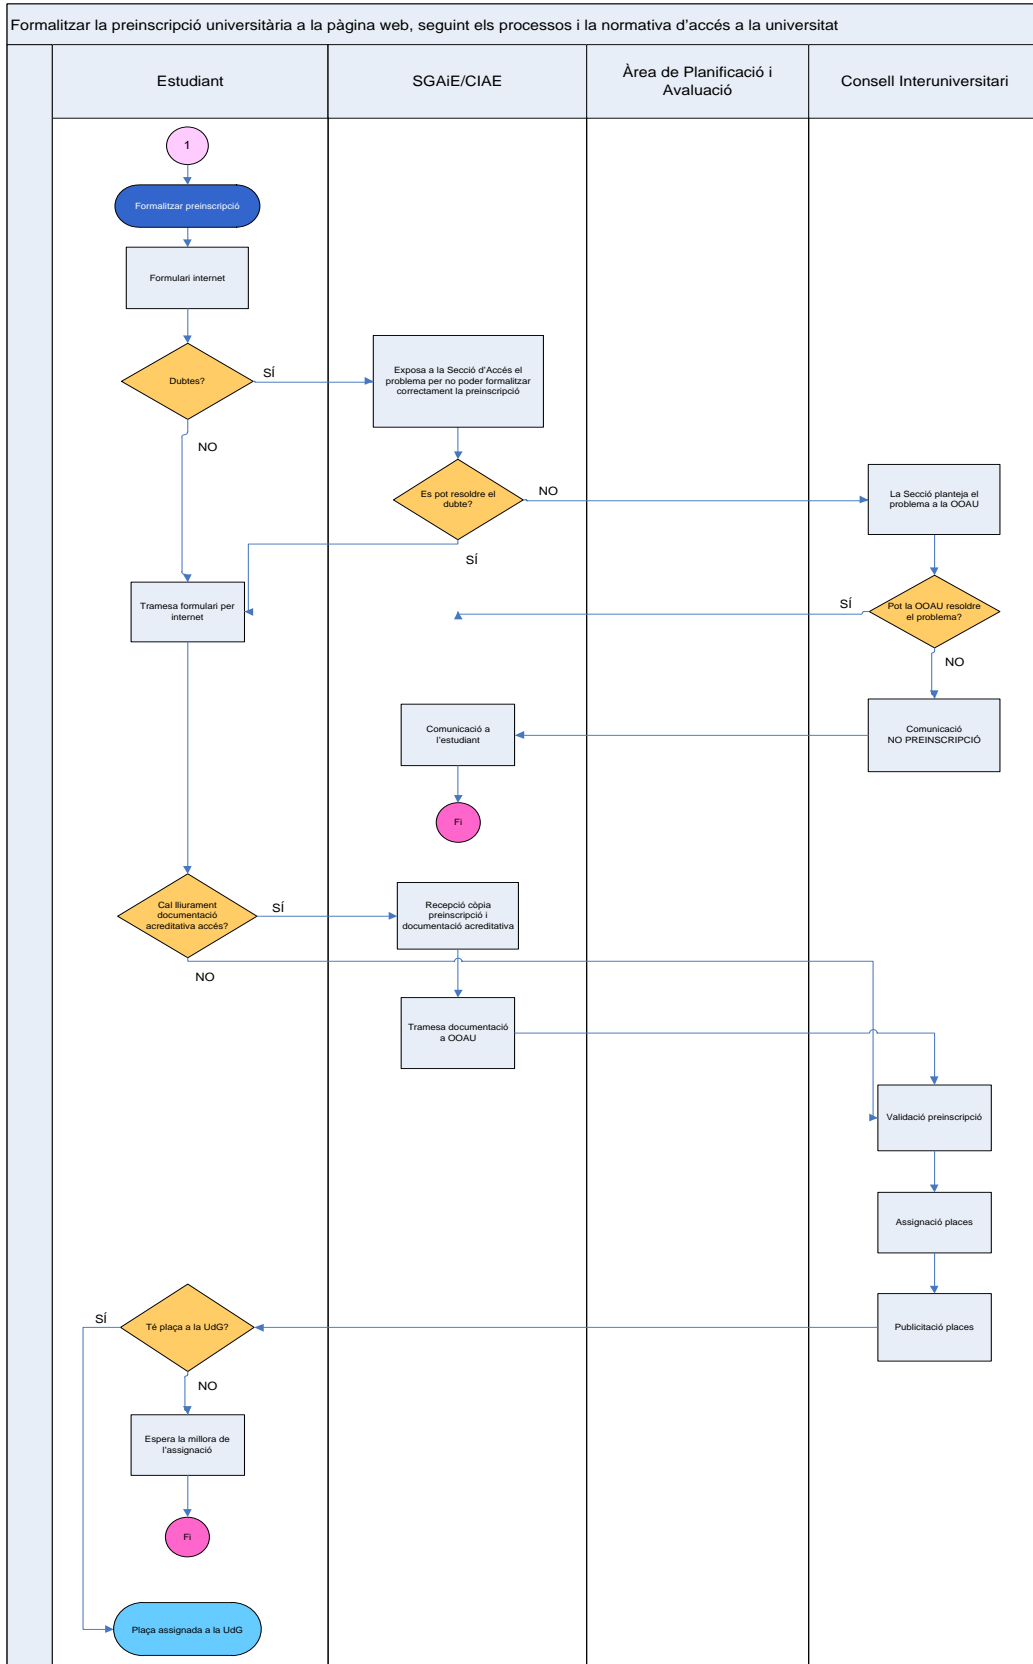 Formalitzar la preinscripció universitària a la pàgina web, seguint els processos i la normativa d'accés a la universitat
Estudiant
SGAiE/CIAE
Àrea de Planificació i
Avaluació
Consell Interuniversitari
1
Formalitzar preinscripció
Formulari internet
Dubtes?
SÍ
Exposa a la Secció d'Accés el
problema per no poder formalitzar
correctament la preinscripció
NO
Es pot resoldre el
dubte?
NO
La Secció planteja el
problema a la OOAU
SÍ
Tramesa formulari per
internet
SÍ
Pot la OOAU resoldre
el problema?
NO
Comunicació a
l'estudiant
Comunicació
NO PREINSCRIPCIÓ
Fi
Cal lliurament
documentació
acreditativa accés?
SÍ
Recepció còpia
preinscripció i
documentació acreditativa
NO
Tramesa documentació
a OOAU
Validació preinscripció
Assignació places
SÍ
Té plaça a la UdG?
Publicitació places
NO
Espera la millora de
l'assignació
Fi
Plaça assignada a la UdG